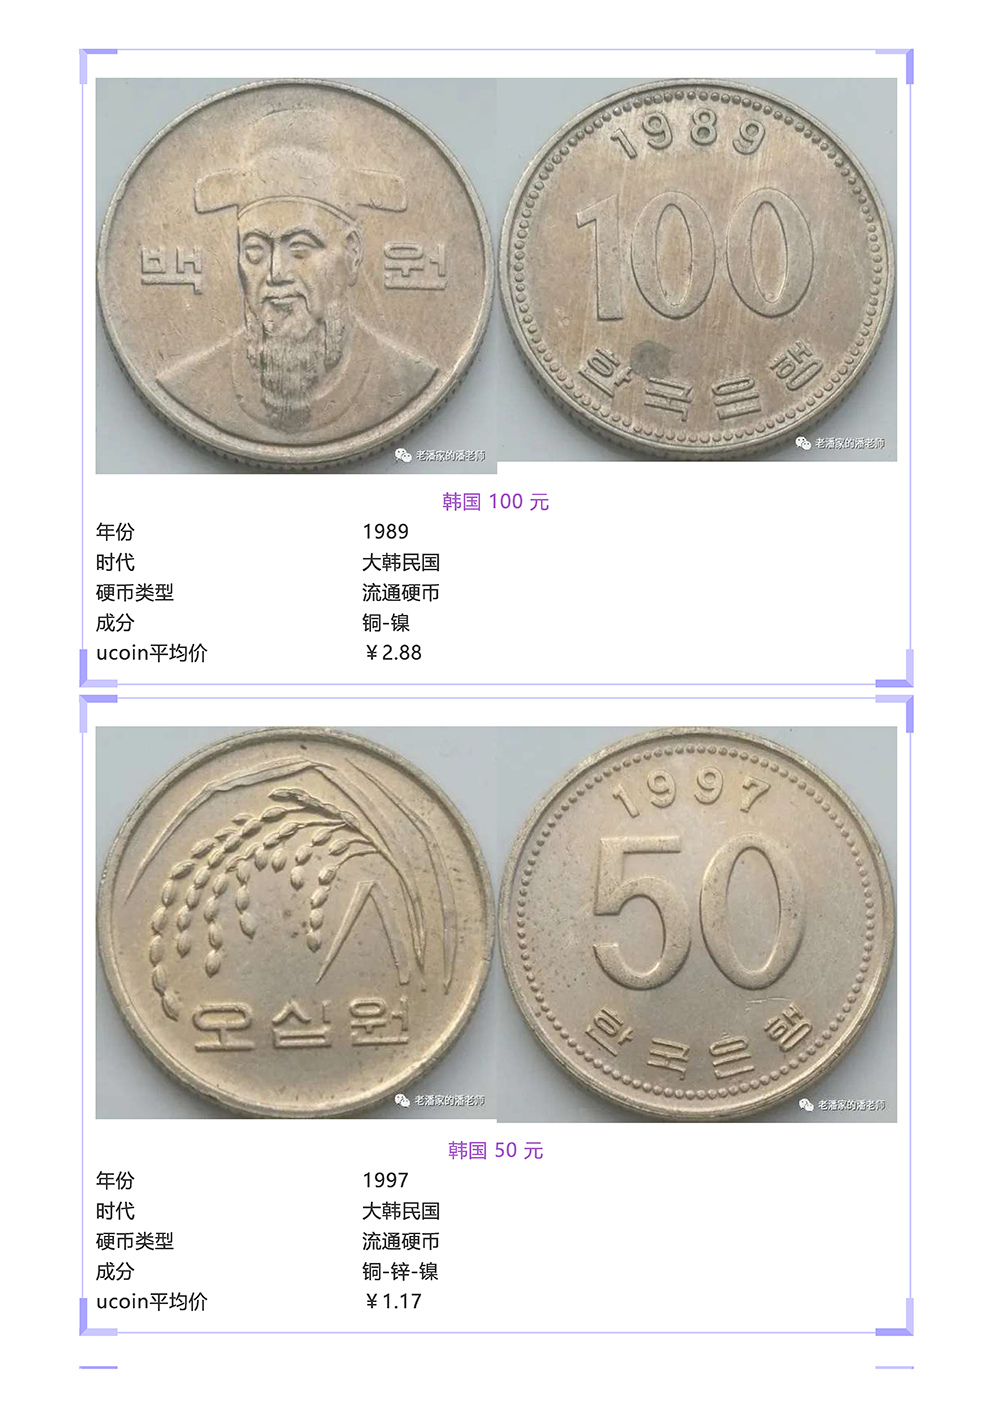 백 원
1989
100
한국은행
老潘家的潘老师
老潘家的潘老师
韩国 100 元
年份 1989
时代 大韩民国
硬币类型 流通硬币
成分 铜-镍
ucoin平均价 ￥2.88
오십원
1997
50
한국은행
老潘家的潘老师
老潘家的潘老师
韩国 50 元
年份 1997
时代 大韩民国
硬币类型 流通硬币
成分 铜-锌-镍
ucoin平均价 ￥1.17